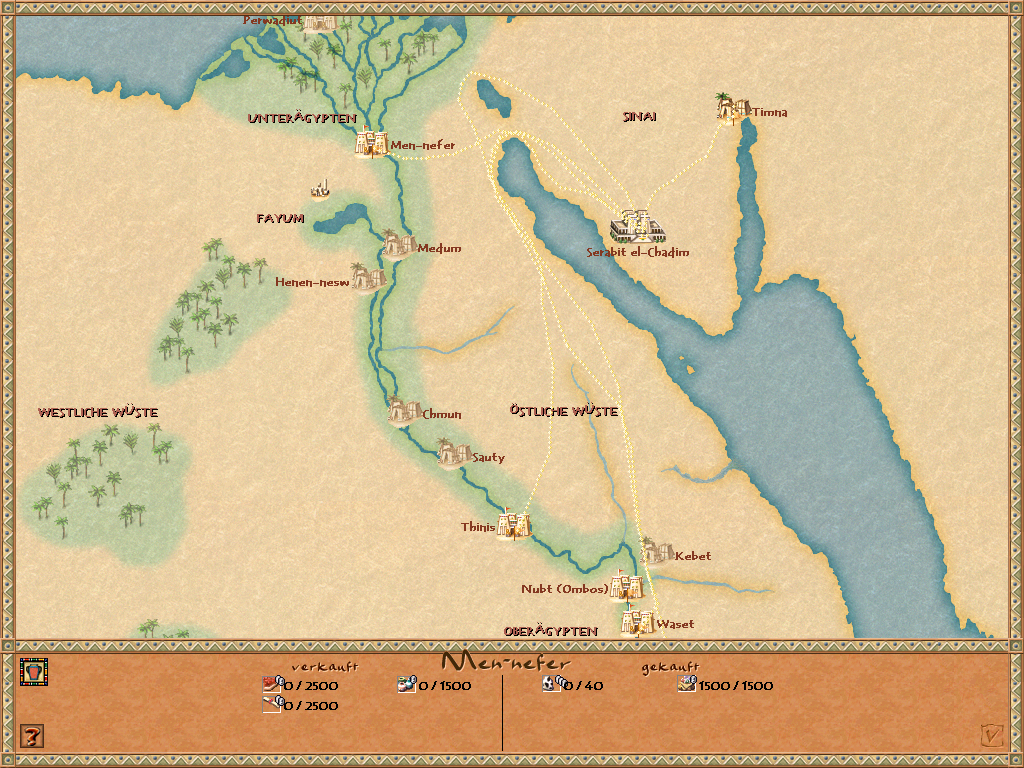 Perwadjut
UNTERÄGYPTEN
SINAI
Timna
Men-nefer
FAYUM
Medum
Serabit el-Chadim
Henen-nesw
WESTLICHE WÜSTE
Chmun
ÖSTLICHE WÜSTE
Sauty
Thinis
Kebet
Nubt (Ombos)
Waset
OBERÄGYPTEN
verkauft Men-nefer gekauft
0 / 2500 0 / 1500 0 / 40 1500 / 1500
0 / 2500
?